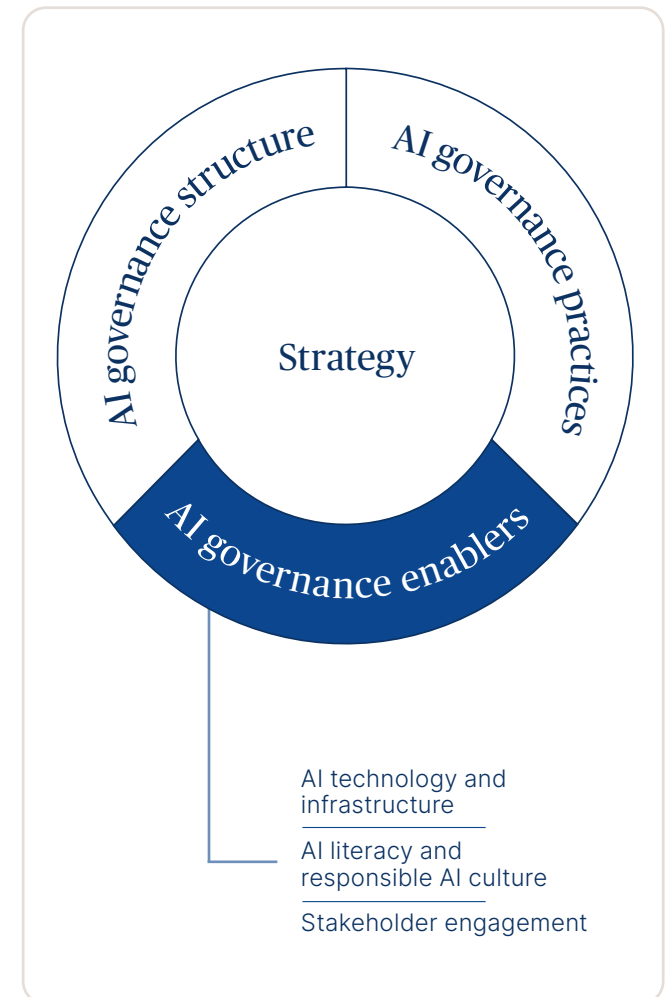 AI governance structure
AI governance practices
Strategy
AI governance enablers
AI technology and
infrastructure
AI literacy and
responsible AI culture
Stakeholder engagement